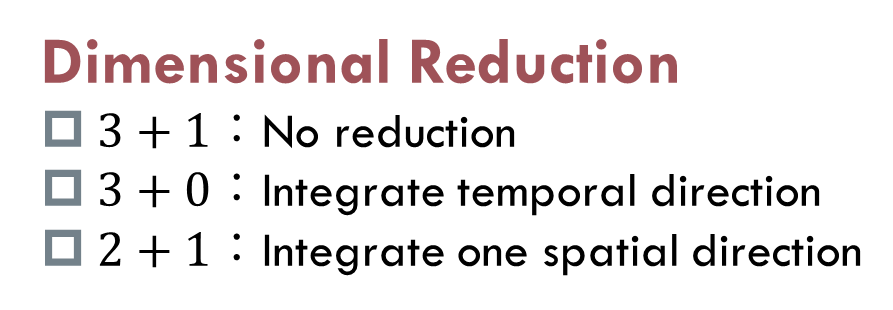 Dimensional Reduction
□ 3 + 1 : No reduction
□ 3 + 0 : Integrate temporal direction
□ 2 + 1 : Integrate one spatial direction